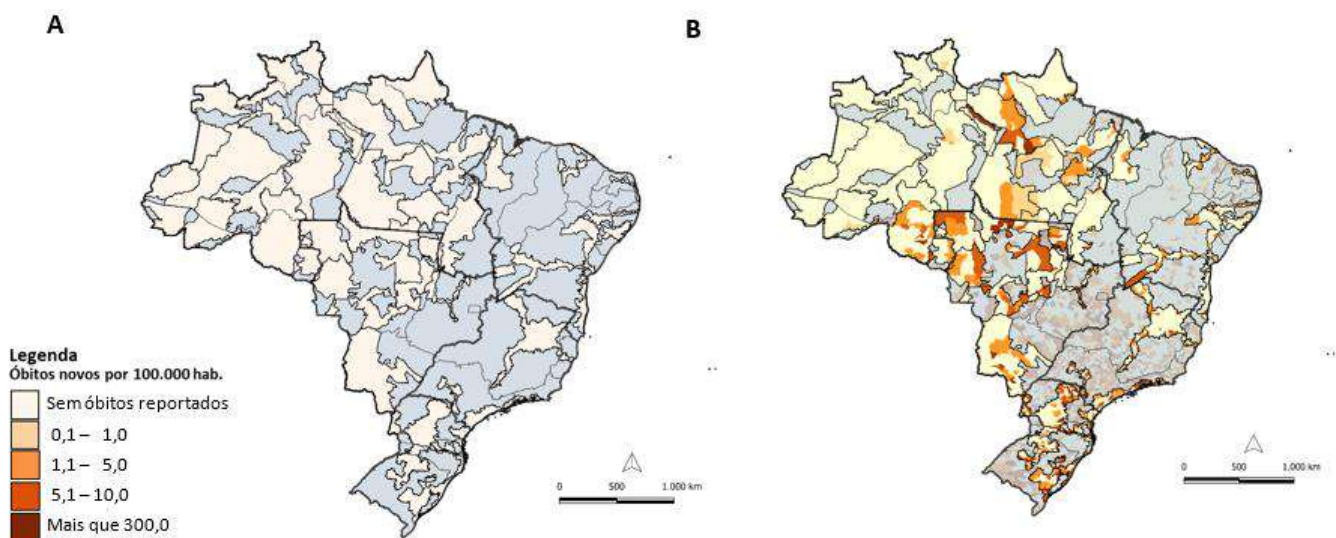 A
B
Legenda
Óbitos novos por 100.000 hab.
Sem óbitos reportados
0,1 – 1,0
1,1 – 5,0
5,1 – 10,0
Mais que 300,0
0 500 1.000 km
0 500 1.000 km